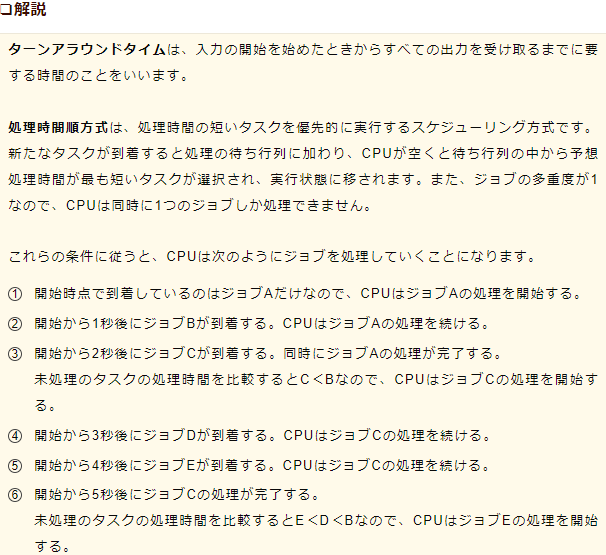 ❏解説
ターンアラウンドタイムは、入力の開始を始めたときからすべての出力を受け取るまでに要
する時間のことをいいます。
処理時間順方式は、処理時間の短いタスクを優先的に実行するスケジューリング方式です。
新たなタスクが到着すると処理の待ち行列に加わり、CPUが空くと待ち行列の中から予想
処理時間が最も短いタスクが選択され、実行状態に移されます。また、ジョブの多重度が1
なので、CPUは同時に1つのジョブしか処理できません。
これらの条件に従うと、CPUは次のようにジョブを処理していくことになります。
① 開始時点で到着しているのはジョブAだけなので、CPUはジョブAの処理を開始する。
② 開始から1秒後にジョブBが到着する。CPUはジョブAの処理を続ける。
③ 開始から2秒後にジョブCが到着する。同時にジョブAの処理が完了する。
未処理のタスクの処理時間を比較するとC＜Bなので、CPUはジョブCの処理を開始す
る。
④ 開始から3秒後にジョブDが到着する。CPUはジョブCの処理を続ける。
⑤ 開始から4秒後にジョブEが到着する。CPUはジョブCの処理を続ける。
⑥ 開始から5秒後にジョブCの処理が完了する。
未処理のタスクの処理時間を比較するとE＜D＜Bなので、CPUはジョブEの処理を開始
する。